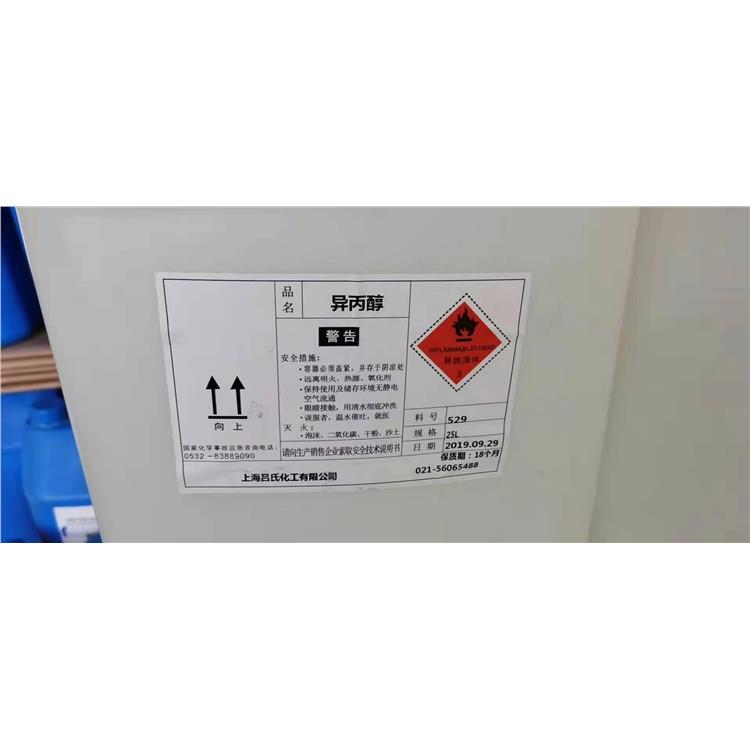 品名
异丙醇
警告
安全措施:
·容器必须盖紧，并存于阴凉处
·远离明火、热源、氧化剂
·保持使用及储存环境无静电
空气流通
·眼睛接触，用清水彻底冲洗
·误服者，温水催吐，就医
灭 火:
·泡沫、二氧化碳、干粉、沙土
请向生产销售企业索取安全技术说明书
向上
国家化学事故应急咨询电话:
0532-83889090
INFLAMMABLE LIQUID
易燃液体
3
料号 529
规格 25L
日期 2019.09.29
保质期：18个月
上海吕氏化工有限公司
021-56065488